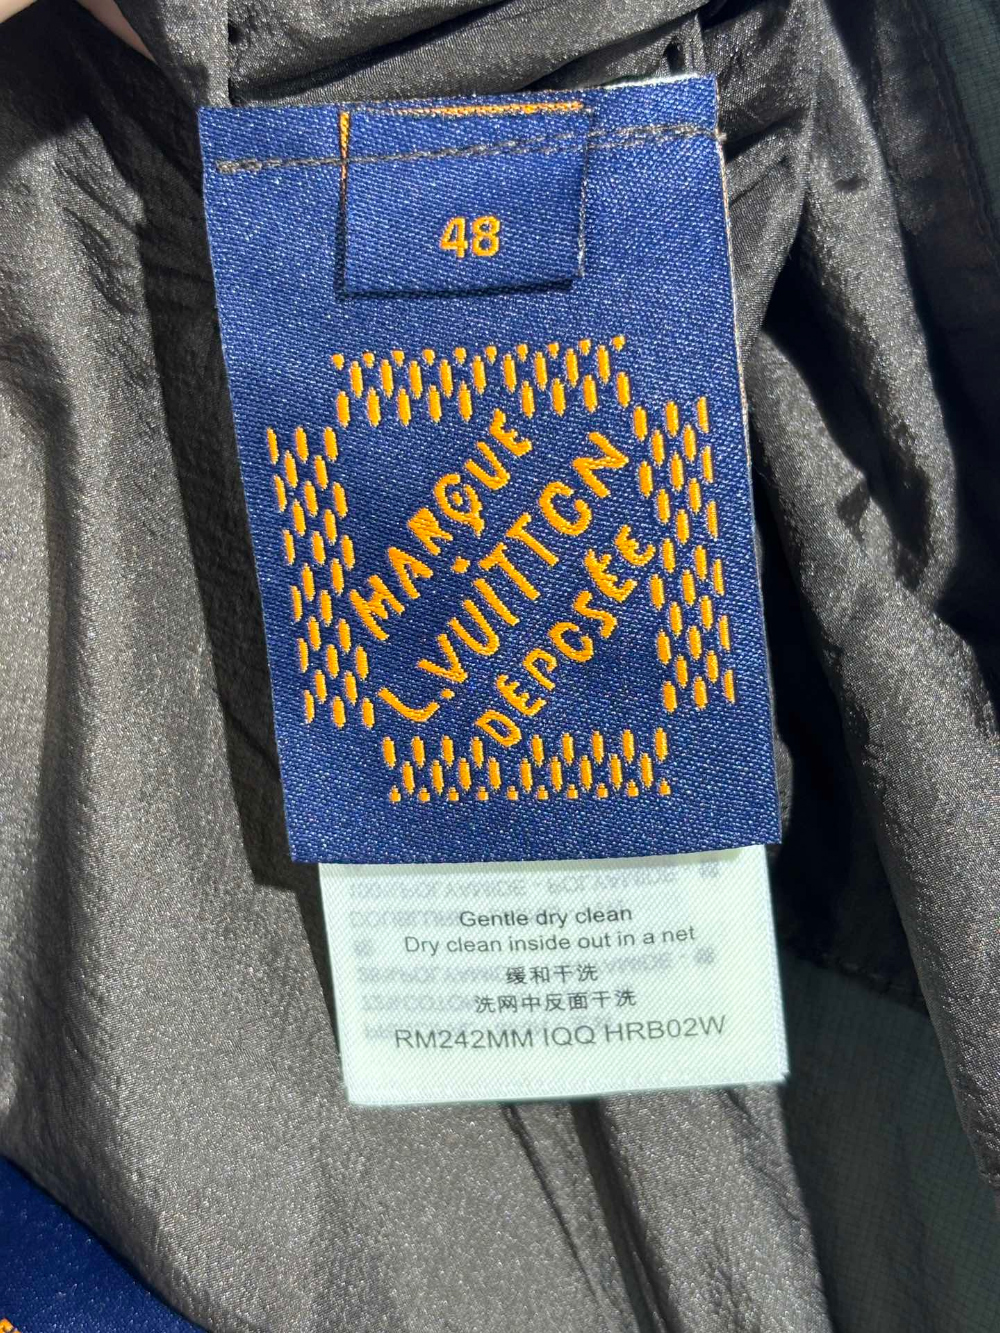 48
MARQUE
L.VUITTON
DEPOSÉE
Gentle dry clean
Dry clean inside out in a net
缓和干洗
洗网中反面干洗
RM242MM IQQ HRB02W